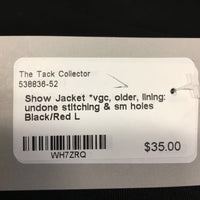 The Tack Collector
538836-52
Show Jacket *vgc, older, lining:
undone stitching & sm holes
Black/Red L
WH7ZRQ
$35.00